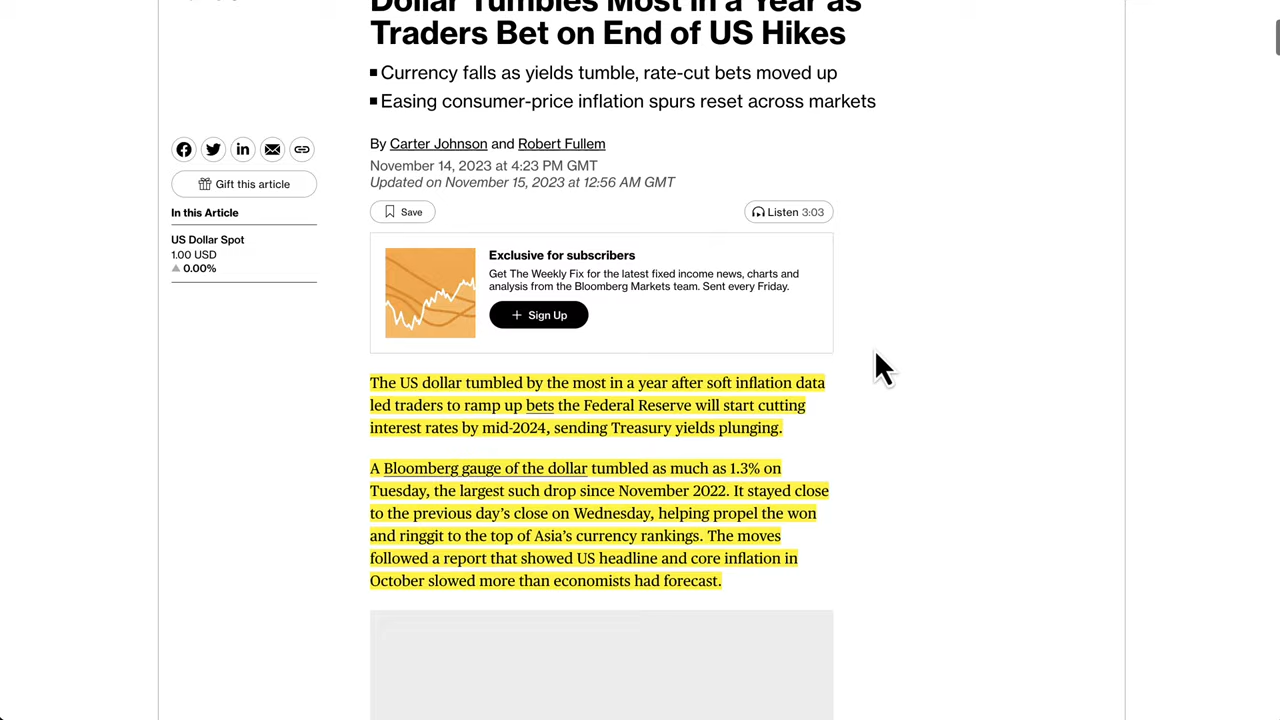 Dollar Tumbles Most in a Year as
Traders Bet on End of US Hikes
Currency falls as yields tumble, rate-cut bets moved up
Easing consumer-price inflation spurs reset across markets
By Carter Johnson and Robert Fullem
November 14, 2023 at 4:23 PM GMT
Updated on November 15, 2023 at 12:56 AM GMT
Gift this article
In this Article
US Dollar Spot
1.00 USD
0.00%
Save
Listen 3:03
Exclusive for subscribers
Get The Weekly Fix for the latest fixed income news, charts and
analysis from the Bloomberg Markets team. Sent every Friday.
+ Sign Up
The US dollar tumbled by the most in a year after soft inflation data
led traders to ramp up bets the Federal Reserve will start cutting
interest rates by mid-2024, sending Treasury yields plunging.
A Bloomberg gauge of the dollar tumbled as much as 1.3% on
Tuesday, the largest such drop since November 2022. It stayed close
to the previous day’s close on Wednesday, helping propel the won
and ringgit to the top of Asia’s currency rankings. The moves
followed a report that showed US headline and core inflation in
October slowed more than economists had forecast.